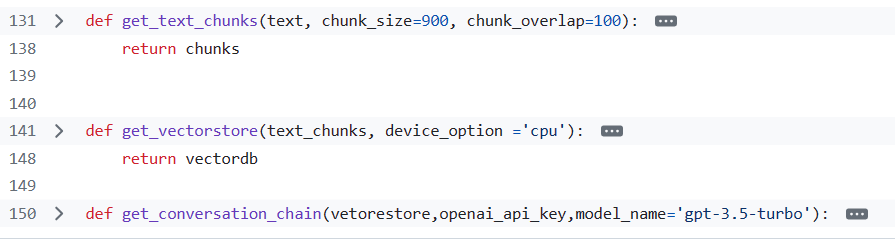 131 > def get_text_chunks(text, chunk_size=900, chunk_overlap=100): ...
138 return chunks
139
140
141 > def get_vectorstore(text_chunks, device_option ='cpu'): ...
148 return vectordb
149
150 > def get_conversation_chain(vetorestore,openai_api_key,model_name='gpt-3.5-turbo'): ...